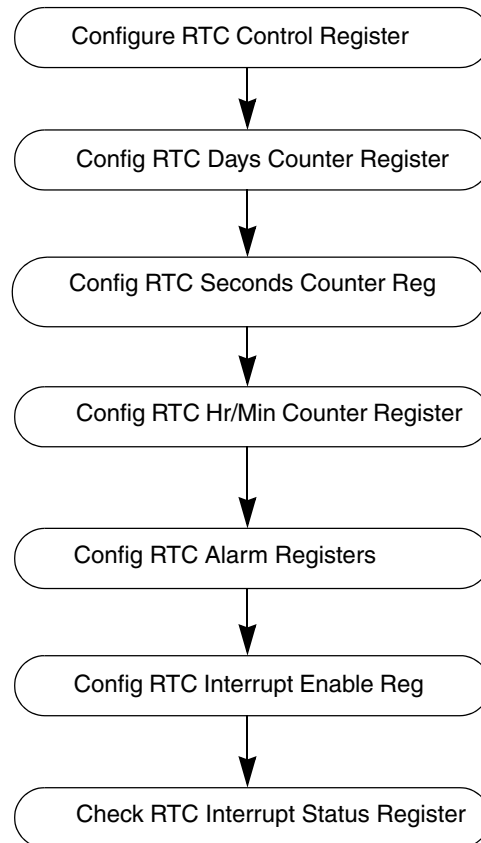 Configure RTC Control Register
Config RTC Days Counter Register
Config RTC Seconds Counter Reg
Config RTC Hr/Min Counter Register
Config RTC Alarm Registers
Config RTC Interrupt Enable Reg
Check RTC Interrupt Status Register